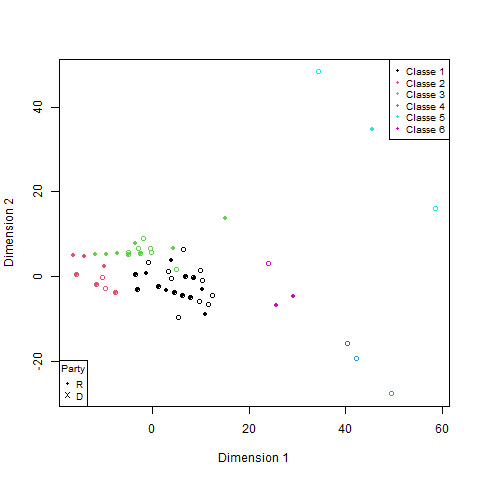 Classe 1
Classe 2
Classe 3
Classe 4
Classe 5
Classe 6
40
20
0
-20
Dimension 2
Party
R
D
0
20
40
60
Dimension 1